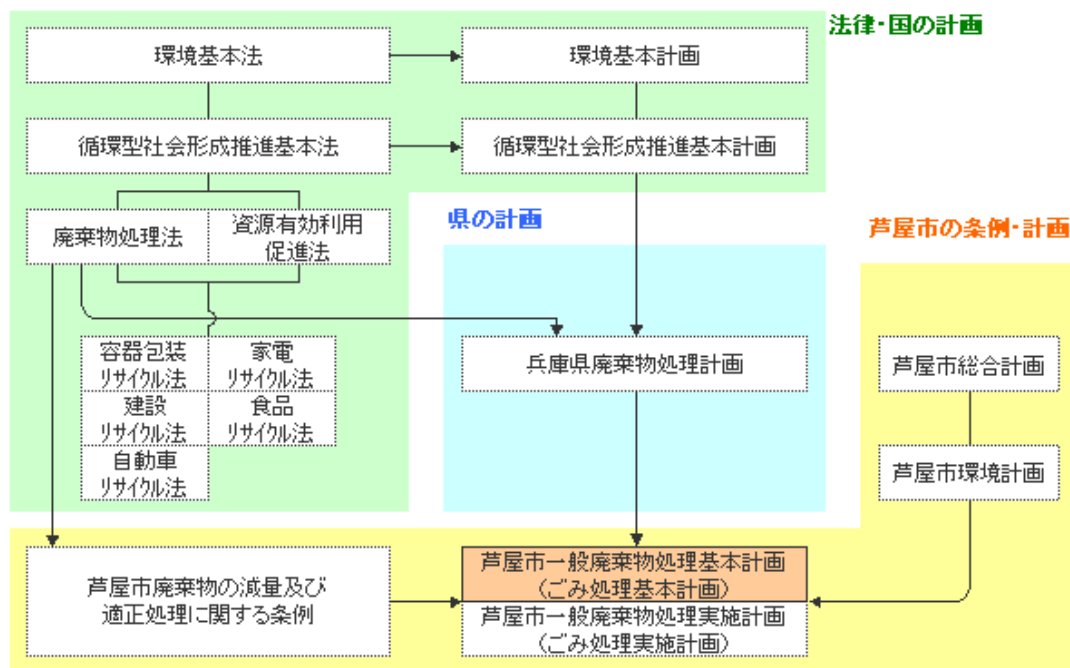 法律・国の計画
環境基本法
環境基本計画
循環型社会形成推進基本法
循環型社会形成推進基本計画
廃棄物処理法
資源有効利用
促進法
県の計画
芦屋市の条例・計画
容器包装
リサイクル法
家電
リサイクル法
建設
リサイクル法
食品
リサイクル法
自動車
リサイクル法
兵庫県廃棄物処理計画
芦屋市総合計画
芦屋市環境計画
芦屋市廃棄物の減量及び
適正処理に関する条例
芦屋市一般廃棄物処理基本計画
（ごみ処理基本計画）
芦屋市一般廃棄物処理実施計画
（ごみ処理実施計画）